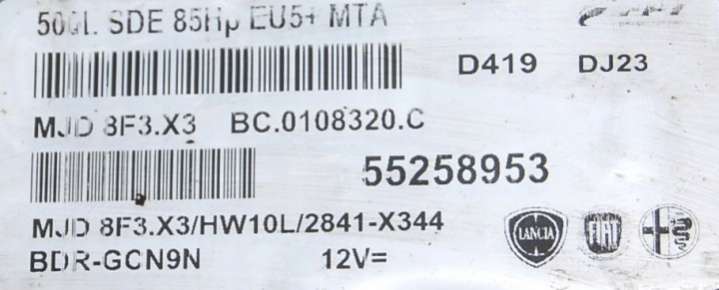 500L SDE 85Hp EU5+ MTA
D419 DJ23
MJD 8F3.X3 BC.0108320.C
55258953
MJD 8F3.X3/HW10L/2841-X344
BDR-GCN9N 12V=
LANCIA
FIAT